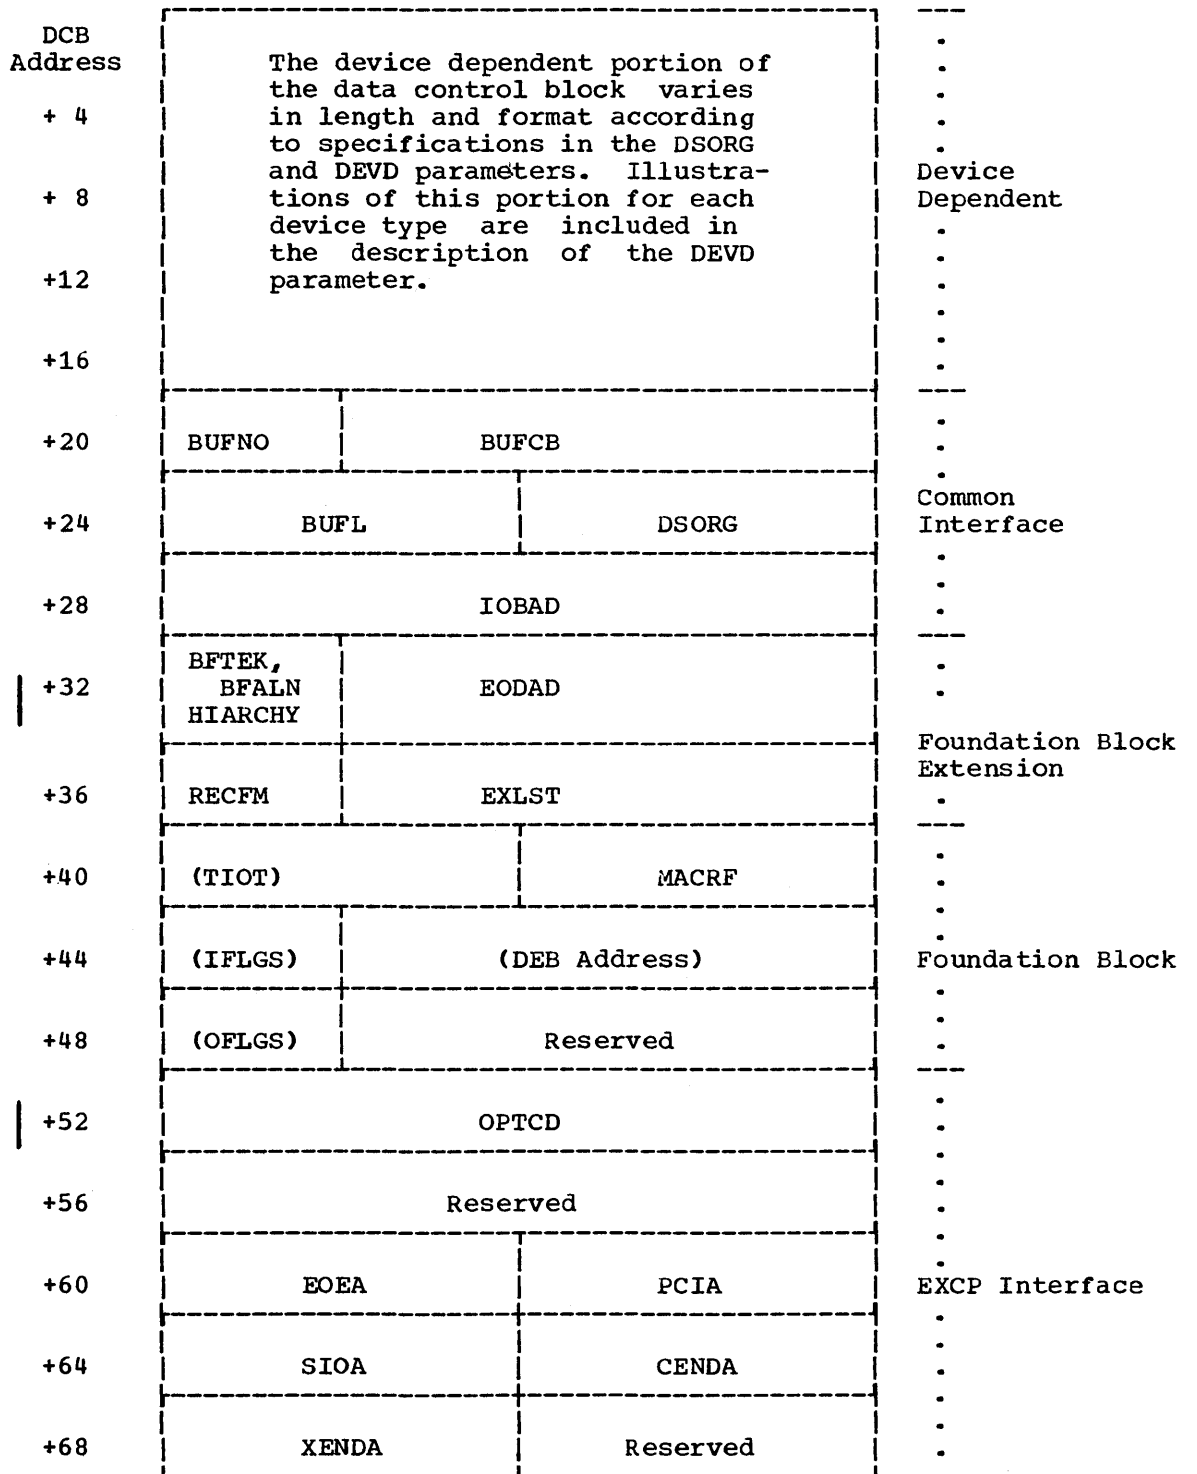 DCB
Address
The device dependent portion of
the data control block varies
+ 4 in length and format according
to specifications in the DSORG
and DEVD parameters. Illustra- Device
+ 8 tions of this portion for each Dependent
device type are included in
the description of the DEVD
+12 parameter.
+16
+20 BUFNO BUFCB
Common
+24 BUFL DSORG Interface
+28 IOBAD
BFTEK,
+32 BFALN EODAD
HIARCHY
Foundation Block
Extension
+36 RECFM EXLST
+40 (TIOT) MACRF
+44 (IFLGS) (DEB Address) Foundation Block
+48 (OFLGS) Reserved
+52 OPTCD
+56 Reserved
+60 EOEA PCIA EXCP Interface
+64 SIOA CENDA
+68 XENDA Reserved